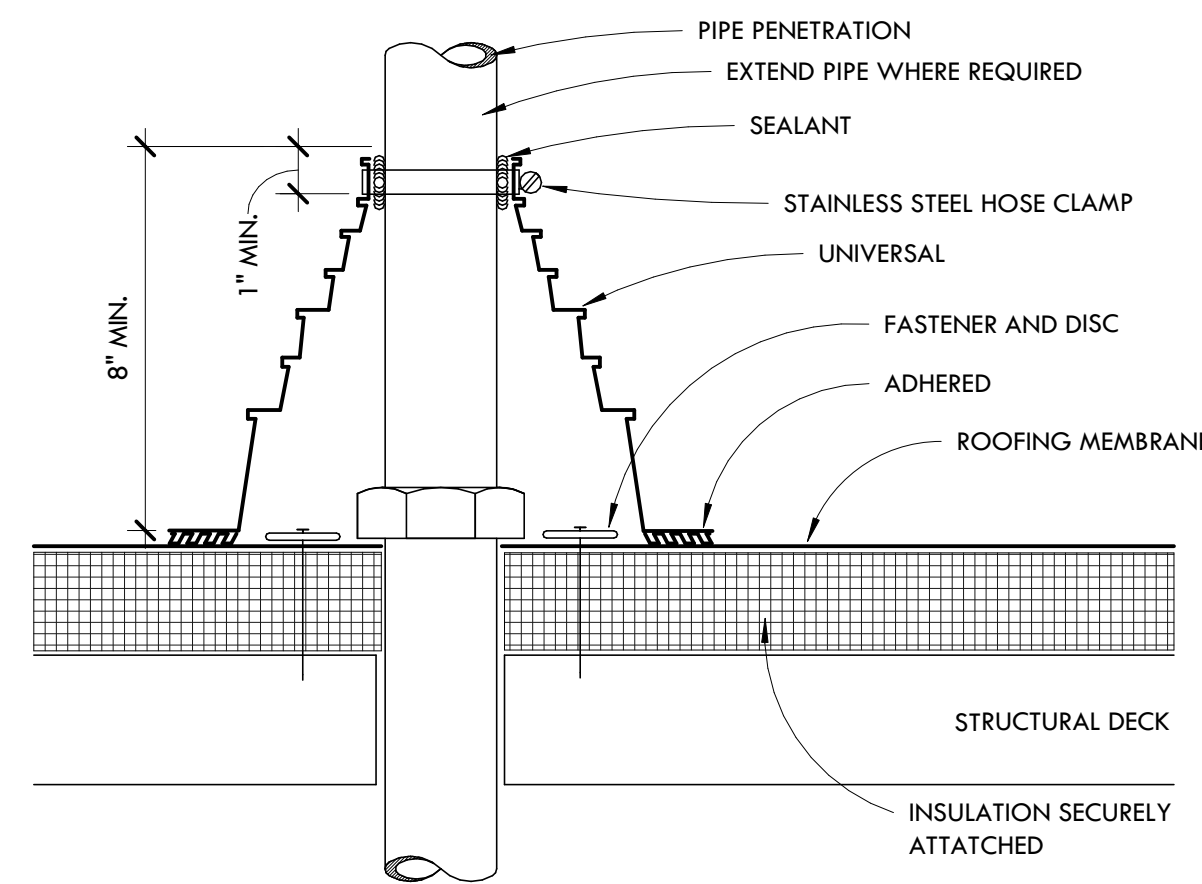 PIPE PENETRATION
EXTEND PIPE WHERE REQUIRED
SEALANT
STAINLESS STEEL HOSE CLAMP
1" MIN.
UNIVERSAL
8" MIN.
FASTENER AND DISC
ADHERED
ROOFING MEMBRANE
STRUCTURAL DECK
INSULATION SECURELY
ATTATCHED